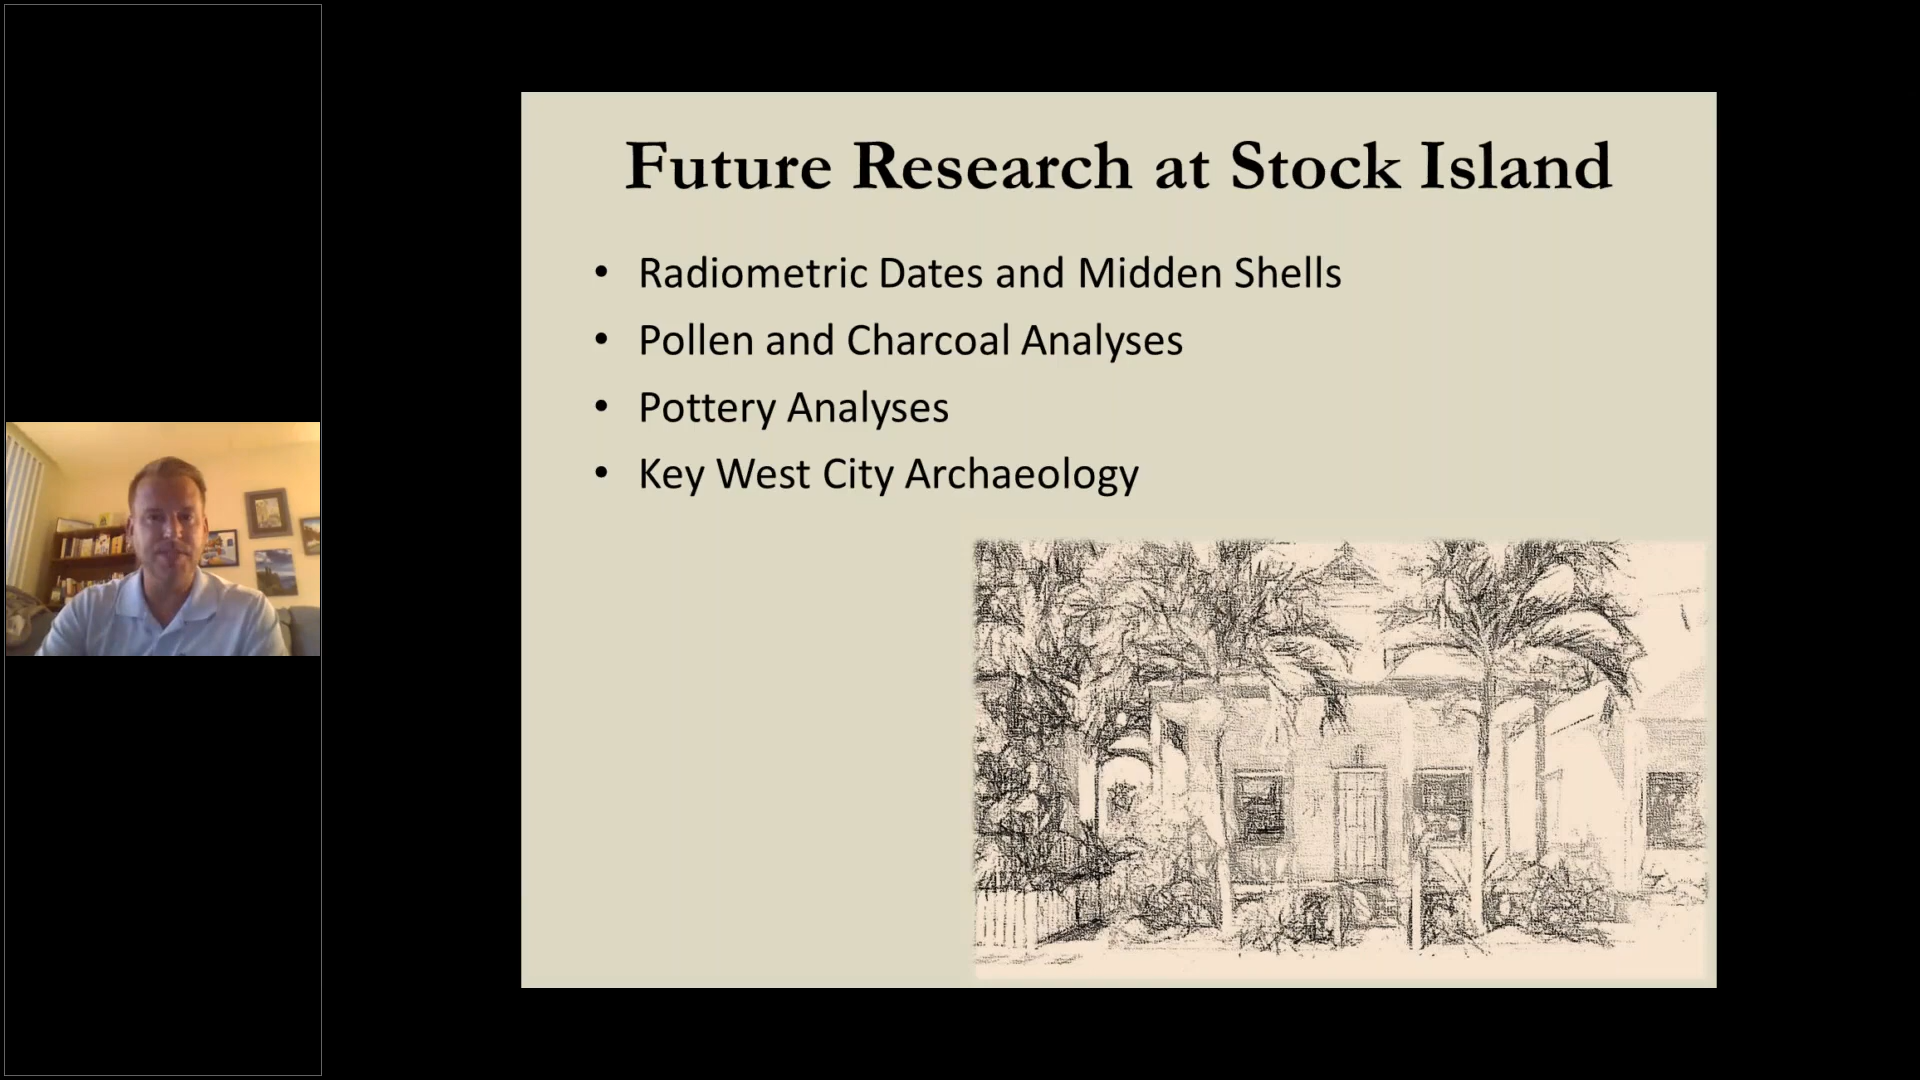 Future Research at Stock Island
• Radiometric Dates and Midden Shells
• Pollen and Charcoal Analyses
• Pottery Analyses
• Key West City Archaeology